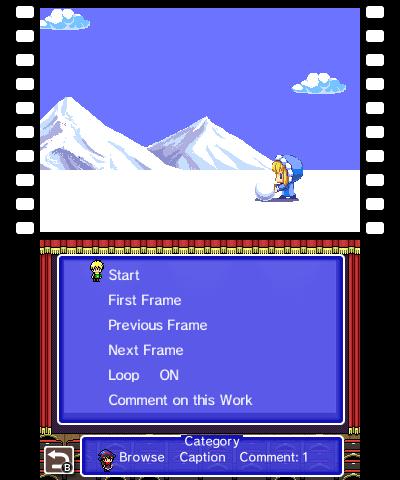 Start
First Frame
Previous Frame
Next Frame
Loop ON
Comment on this Work
Category
Browse Caption Comment: 1
B